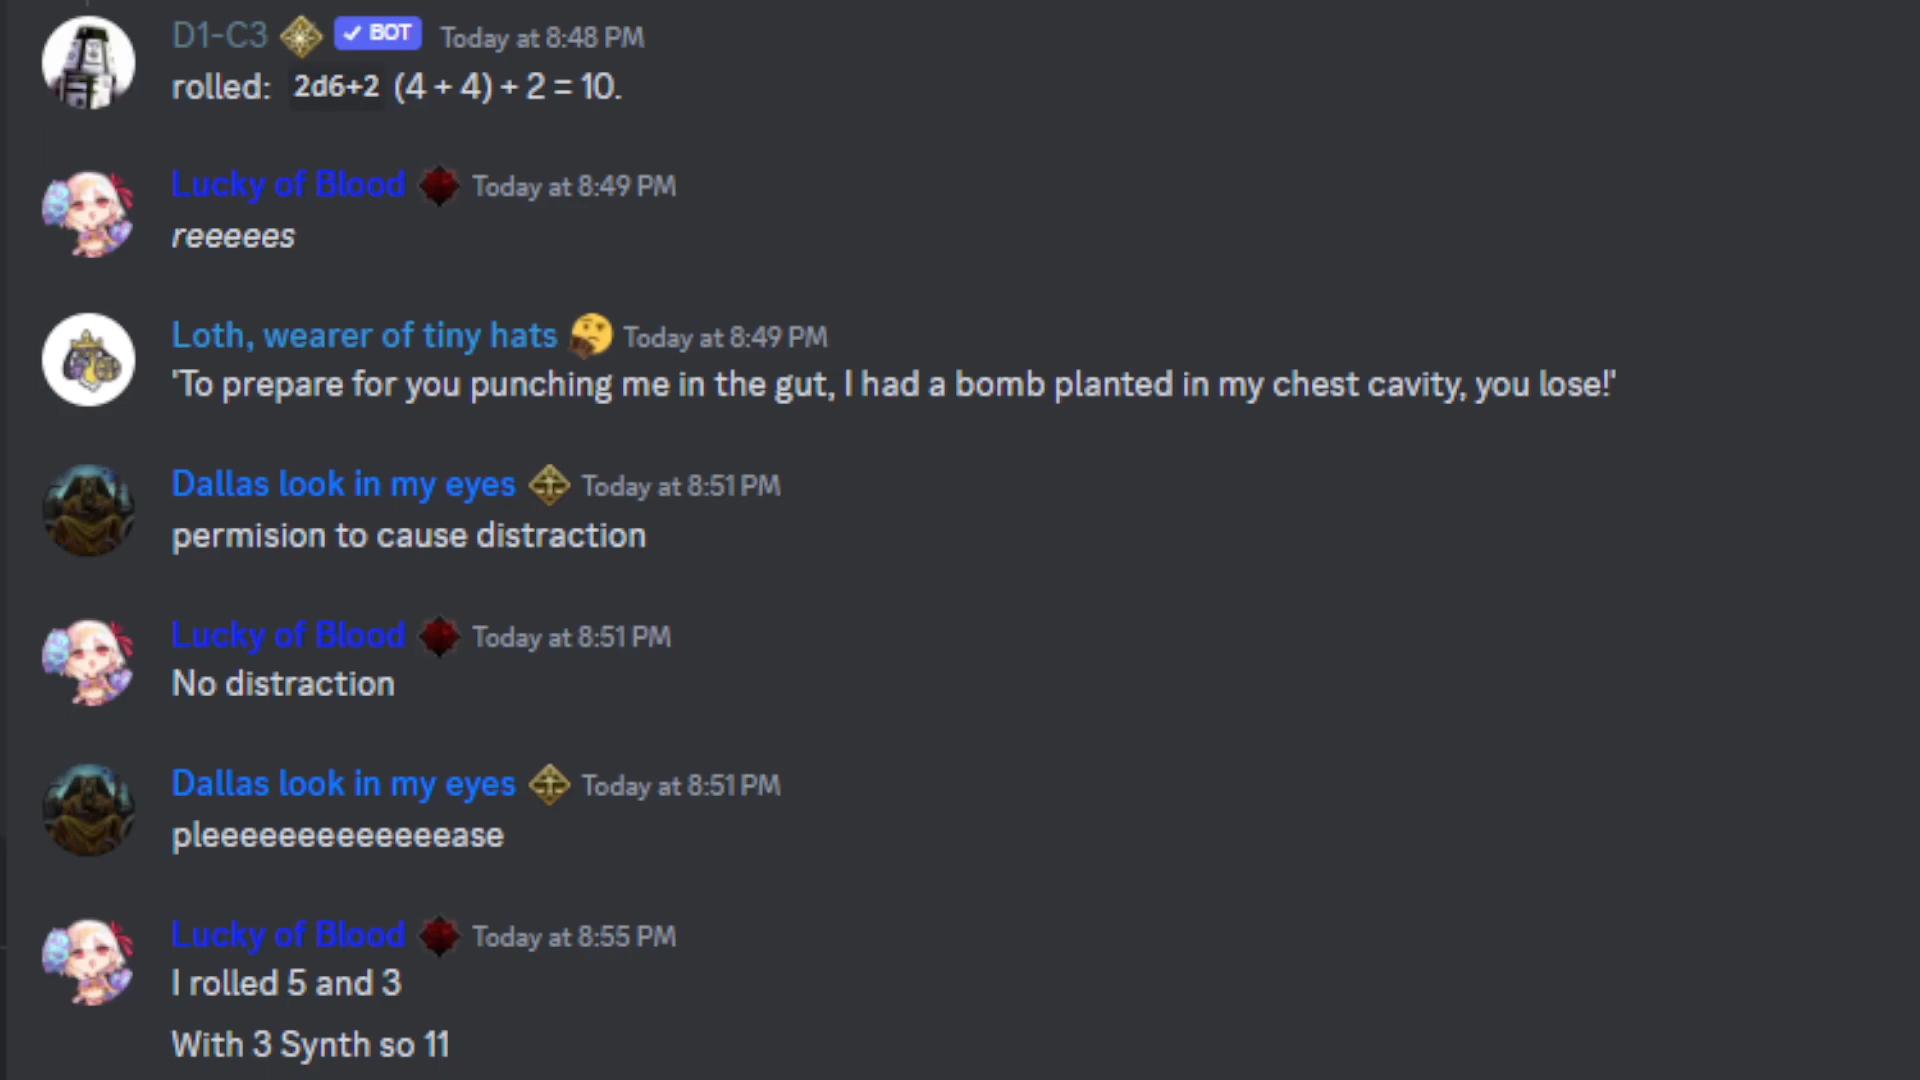 D1-C3 ✓ BOT Today at 8:48 PM
rolled: 2d6+2 (4 + 4) + 2 = 10.
Lucky of Blood Today at 8:49 PM
reeeees
Loth, wearer of tiny hats 🤔 Today at 8:49 PM
'To prepare for you punching me in the gut, I had a bomb planted in my chest cavity, you lose!'
Dallas look in my eyes Today at 8:51 PM
permision to cause distraction
Lucky of Blood Today at 8:51 PM
No distraction
Dallas look in my eyes Today at 8:51 PM
pleeeeeeeeeeeeease
Lucky of Blood Today at 8:55 PM
I rolled 5 and 3
With 3 Synth so 11